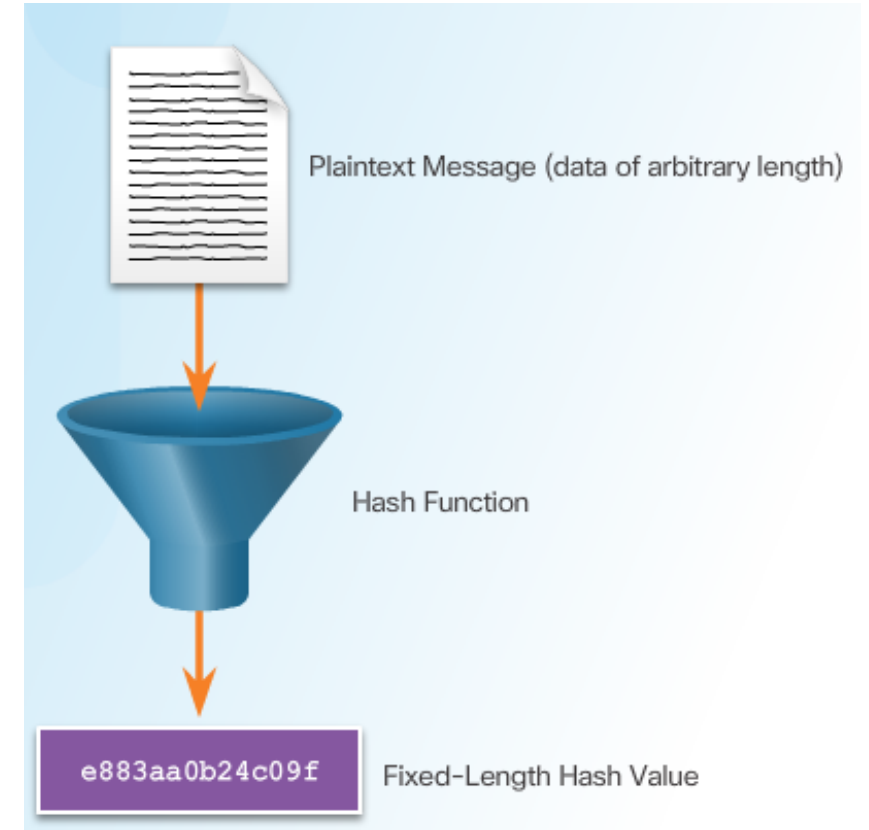 Plaintext Message (data of arbitrary length)
Hash Function
e883aa0b24c09f
Fixed-Length Hash Value